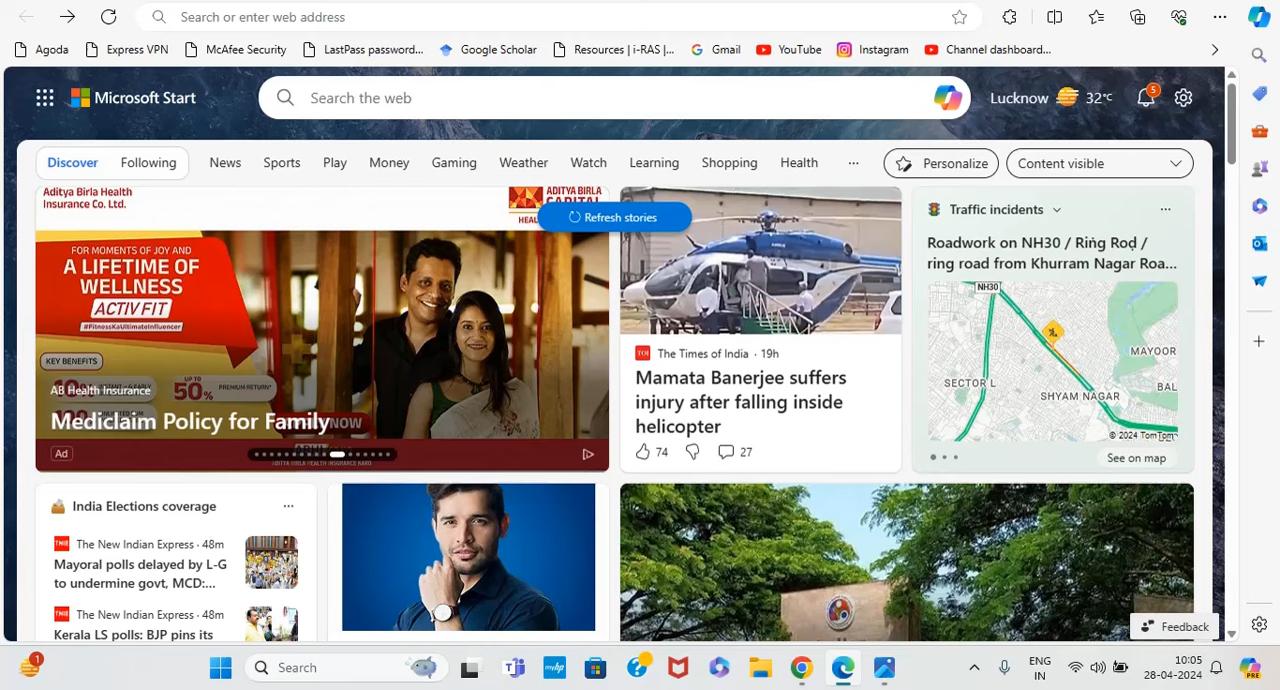 Search or enter web address
Agoda
Express VPN
McAfee Security
LastPass password...
Google Scholar
Resources | i-RAS |...
Gmail
YouTube
Instagram
Channel dashboard...
Microsoft Start
Search the web
Lucknow
32°C
5
Discover
Following
News
Sports
Play
Money
Gaming
Weather
Watch
Learning
Shopping
Health
...
Personalize
Content visible
Aditya Birla Health
Insurance Co. Ltd.
ADITYA BIRLA
CAPITAL
Refresh stories
FOR MOMENTS OF JOY AND
A LIFETIME OF
WELLNESS
ACTIV FIT
#FitnessKaUltimateInfluencer
KEY BENEFITS
UP TO
50%
PREMIUM RETURN*
AB Health Insurance
Mediclaim Policy for Family
NOW
Ad
TOI
The Times of India · 19h
Mamata Banerjee suffers
injury after falling inside
helicopter
74
27
Traffic incidents
Roadwork on NH30 / Ring Rod /
ring road from Khurram Nagar Roa...
NH30
MAYOOR
SECTOR L
BAL
SHYAM NAGAR
© 2024 TomTom
See on map
India Elections coverage
TNIE
The New Indian Express · 48m
Mayoral polls delayed by L-G
to undermine govt, MCD:...
TNIE
The New Indian Express · 48m
Kerala LS polls: BJP pins its
Feedback
1
Search
myhp
ENG
IN
10:05
28-04-2024
PRE